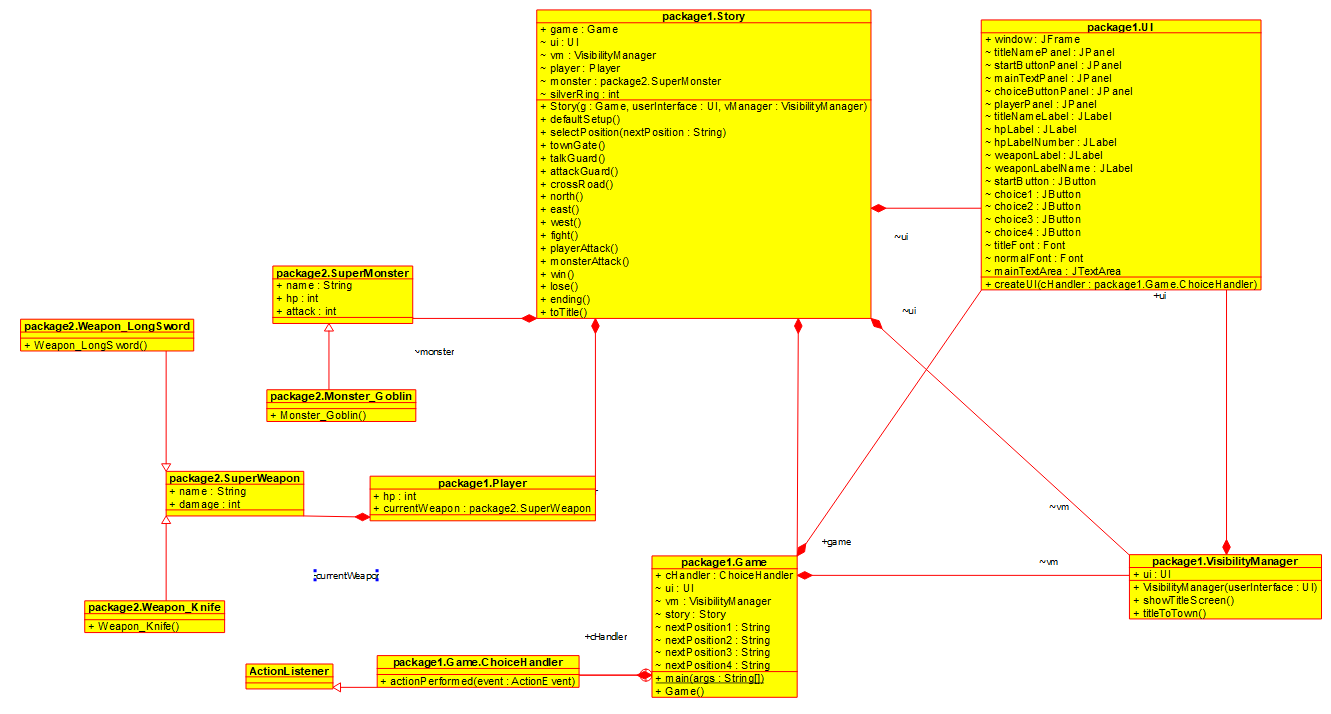 package1.Story
+ game : Game
~ ui : UI
~ vm : VisibilityManager
~ player : Player
~ monster : package2.SuperMonster
~ silverRing : int
+ Story(g : Game, userInterface : UI, vManager : VisibilityManager)
+ defaultSetup()
+ selectPosition(nextPosition : String)
+ townGate()
+ talkGuard()
+ attackGuard()
+ crossRoad()
+ north()
+ east()
+ west()
+ fight()
+ playerAttack()
+ monsterAttack()
+ win()
+ lose()
+ ending()
+ toTitle()
package1.UI
+ window : JFrame
~ titleNamePanel : JPanel
~ startButtonPanel : JPanel
~ mainTextPanel : JPanel
~ choiceButtonPanel : JPanel
~ playerPanel : JPanel
~ titleNameLabel : JLabel
~ hpLabel : JLabel
~ hpLabelNumber : JLabel
~ weaponLabel : JLabel
~ weaponLabelName : JLabel
~ startButton : JButton
~ choice1 : JButton
~ choice2 : JButton
~ choice3 : JButton
~ choice4 : JButton
~ titleFont : Font
~ normalFont : Font
~ mainTextArea : JTextArea
+ createUI(cHandler : package1.Game.ChoiceHandler)
~ui
+ui
~ui
package2.SuperMonster
+ name : String
+ hp : int
+ attack : int
~monster
package2.Weapon_LongSword
+ Weapon_LongSword()
package2.Monster_Goblin
+ Monster_Goblin()
package2.SuperWeapon
+ name : String
+ damage : int
package1.Player
+ hp : int
+ currentWeapon : package2.SuperWeapon
~vm
+game
~vm
currentWeapon
package2.Weapon_Knife
+ Weapon_Knife()
package1.Game
+ cHandler : ChoiceHandler
~ ui : UI
~ vm : VisibilityManager
~ story : Story
~ nextPosition1 : String
~ nextPosition2 : String
~ nextPosition3 : String
~ nextPosition4 : String
+ main(args : String[])
+ Game()
package1.VisibilityManager
+ ui : UI
+ VisibilityManager(userInterface : UI)
+ showTitleScreen()
+ titleToTown()
+cHandler
package1.Game.ChoiceHandler
+ actionPerformed(event : ActionEvent)
ActionListener